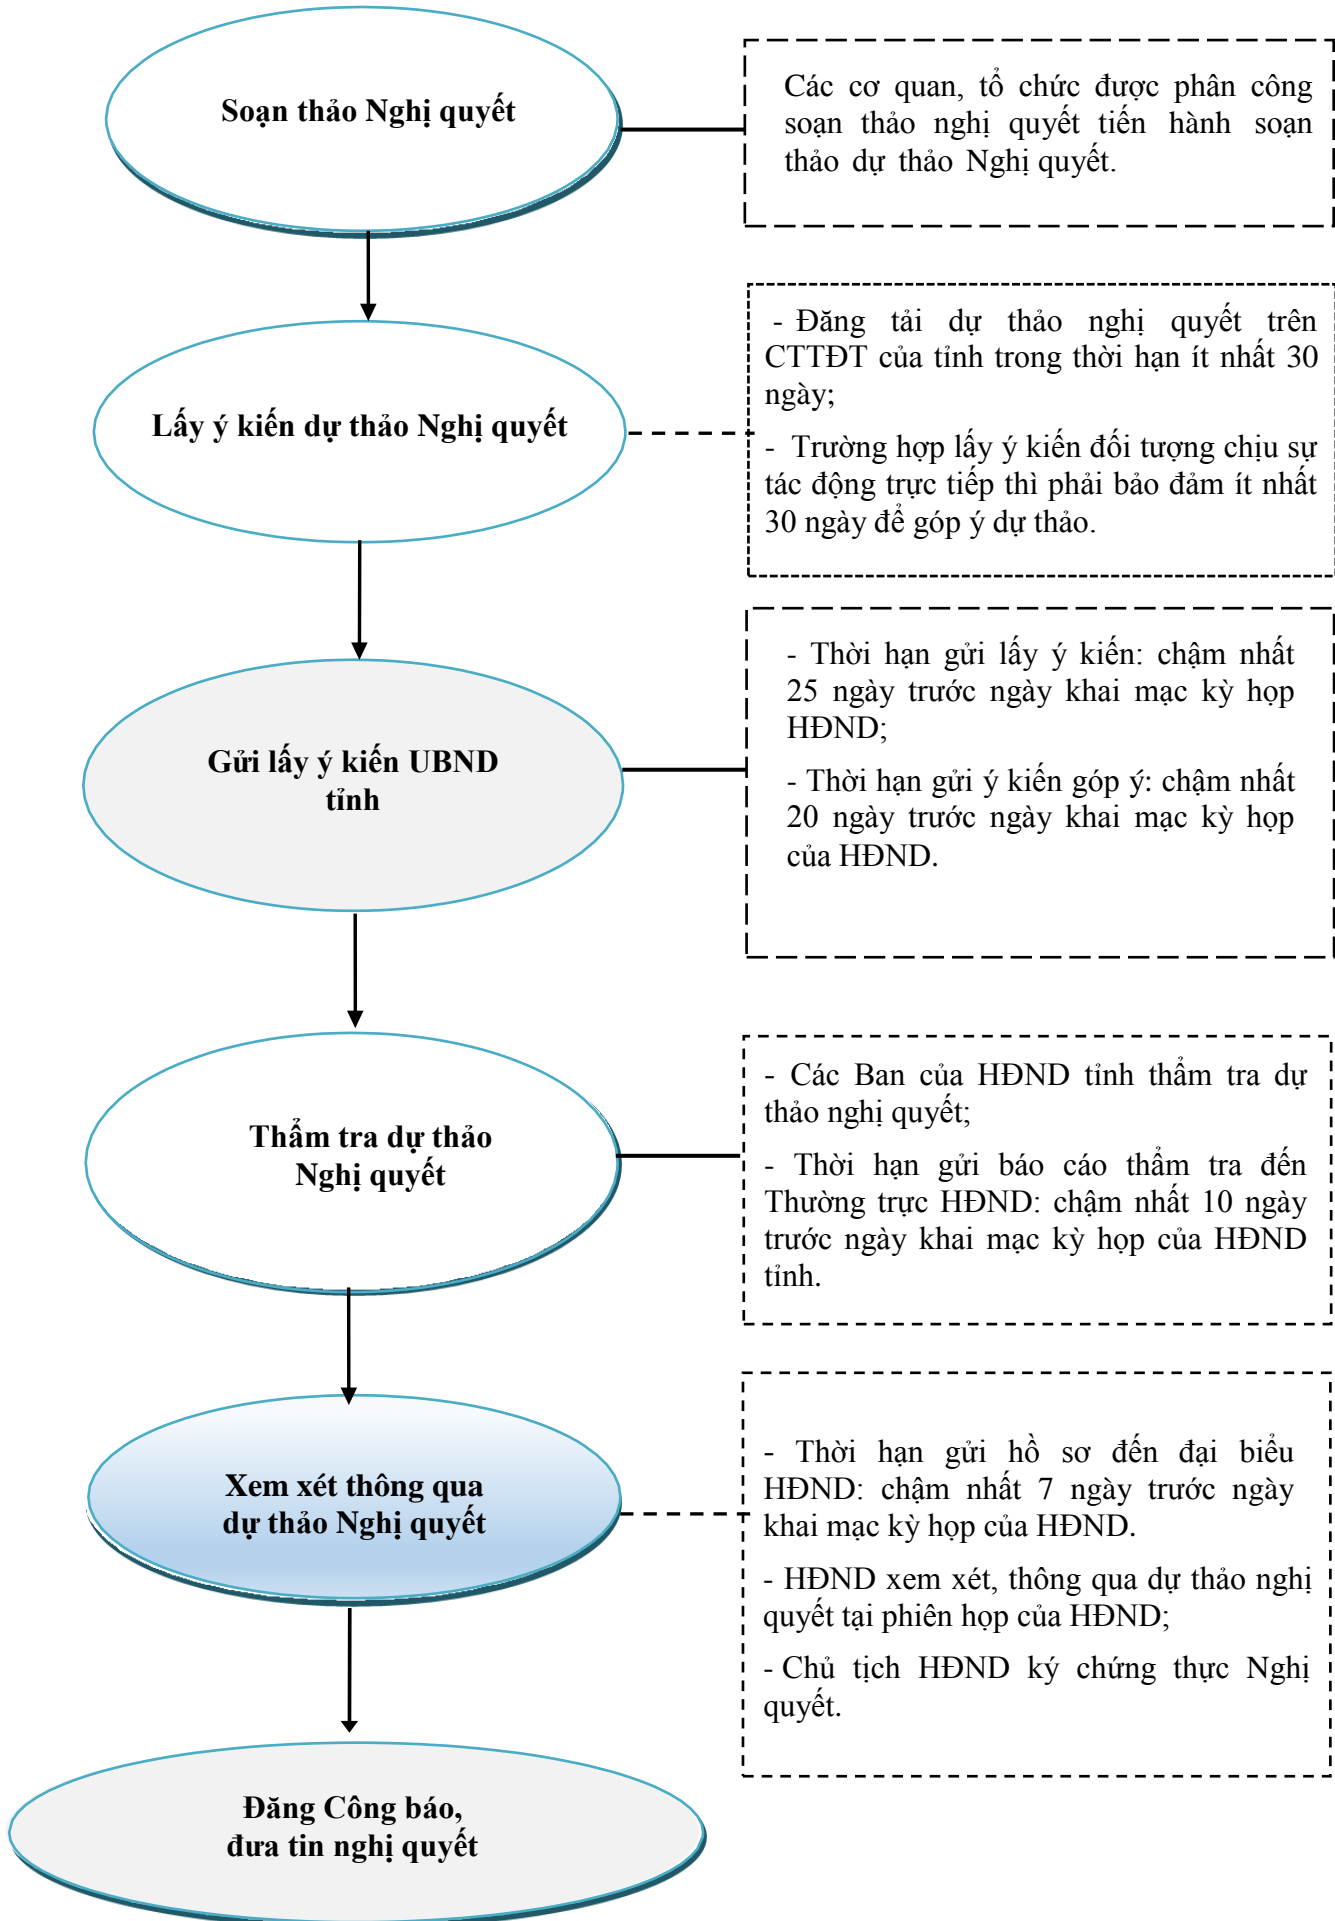 Soạn thảo Nghị quyết
Các cơ quan, tổ chức được phân công
soạn thảo nghị quyết tiến hành soạn
thảo dự thảo Nghị quyết.
Lấy ý kiến dự thảo Nghị quyết
- Đăng tải dự thảo nghị quyết trên
CTTĐT của tỉnh trong thời hạn ít nhất 30
ngày;
- Trường hợp lấy ý kiến đối tượng chịu sự
tác động trực tiếp thì phải bảo đảm ít nhất
30 ngày để góp ý dự thảo.
Gửi lấy ý kiến UBND
tỉnh
- Thời hạn gửi lấy ý kiến: chậm nhất
25 ngày trước ngày khai mạc kỳ họp
HĐND;
- Thời hạn gửi ý kiến góp ý: chậm nhất
20 ngày trước ngày khai mạc kỳ họp
của HĐND.
Thẩm tra dự thảo
Nghị quyết
- Các Ban của HĐND tỉnh thẩm tra dự
thảo nghị quyết;
- Thời hạn gửi báo cáo thẩm tra đến
Thường trực HĐND: chậm nhất 10 ngày
trước ngày khai mạc kỳ họp của HĐND
tỉnh.
Xem xét thông qua
dự thảo Nghị quyết
- Thời hạn gửi hồ sơ đến đại biểu
HĐND: chậm nhất 7 ngày trước ngày
khai mạc kỳ họp của HĐND.
- HĐND xem xét, thông qua dự thảo nghị
quyết tại phiên họp của HĐND;
- Chủ tịch HĐND ký chứng thực Nghị
quyết.
Đăng Công báo,
đưa tin nghị quyết